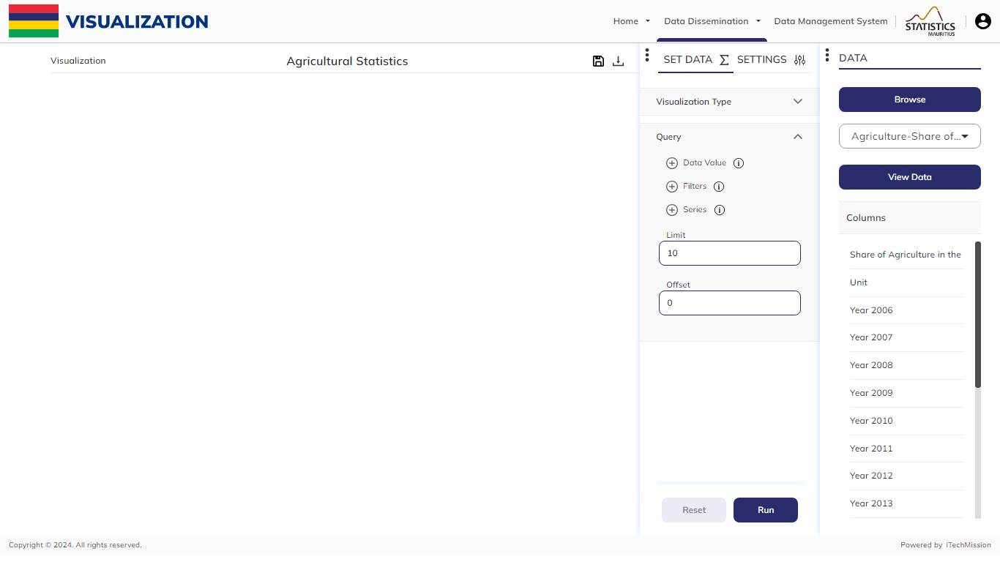 VISUALIZATION
Home
Data Dissemination
Data Management System
STATISTICS
MAURITIUS
Visualization
Agricultural Statistics
SET DATA
SETTINGS
DATA
Visualization Type
Query
Data Value
Filters
Series
Limit
10
Offset
0
Reset
Run
Browse
Agriculture-Share of...
View Data
Columns
Share of Agriculture in the
Unit
Year 2006
Year 2007
Year 2008
Year 2009
Year 2010
Year 2011
Year 2012
Year 2013
Copyright © 2024. All rights reserved.
Powered by iTechMission